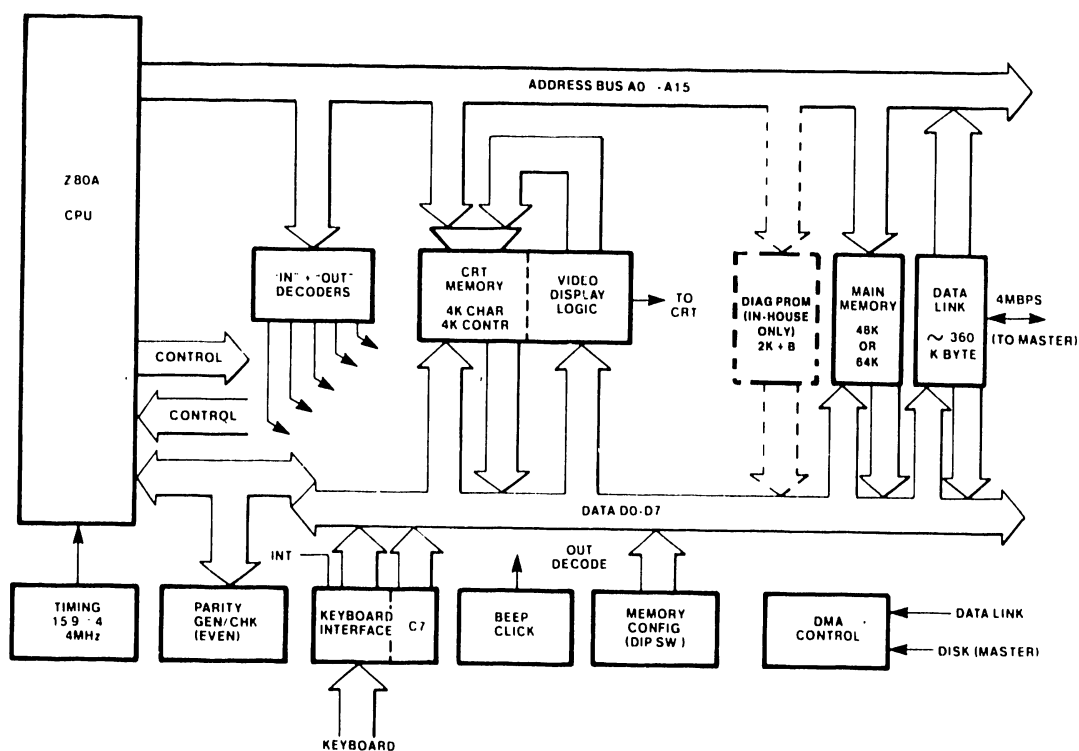 ADDRESS BUS A0 - A15
Z80A
CPU
"IN" + "OUT"
DECODERS
CRT
MEMORY
4K CHAR
4K CONTR
VIDEO
DISPLAY
LOGIC
TO
CRT
DIAG PROM
(IN-HOUSE
ONLY)
2K + B
MAIN
MEMORY
48K
OR
64K
DATA
LINK
~ 360
K BYTE
4MBPS
(TO MASTER)
CONTROL
CONTROL
DATA D0-D7
INT
OUT
DECODE
TIMING
4MHz
PARITY
GEN/CHK
(EVEN)
KEYBOARD
INTERFACE
C7
BEEP
CLICK
MEMORY
CONFIG
(DIP SW)
DMA
CONTROL
DATA LINK
DISK (MASTER)
KEYBOARD